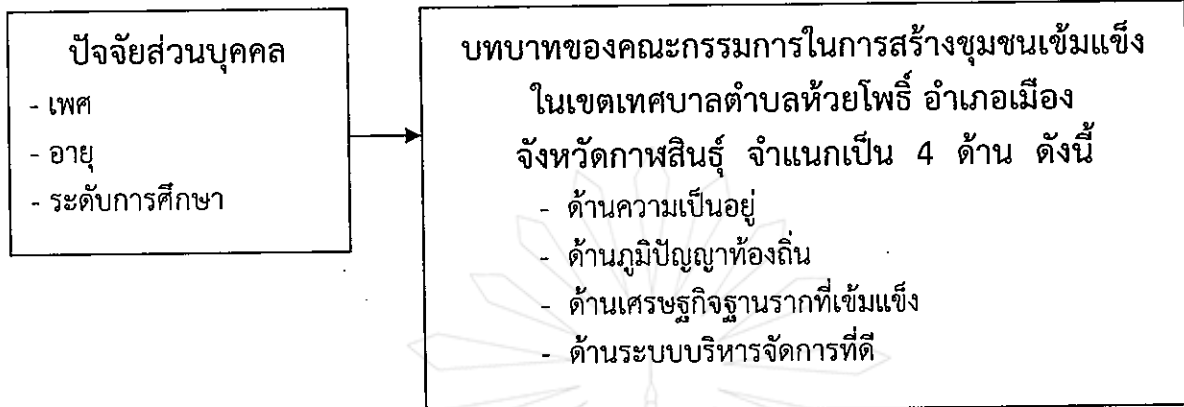 ปัจจัยส่วนบุคคล
- เพศ
- อายุ
- ระดับการศึกษา
บทบาทของคณะกรรมการในการสร้างชุมชนเข้มแข็ง
ในเขตเทศบาลตำบลห้วยโพธิ์ อำเภอเมือง
จังหวัดกาฬสินธุ์ จำแนกเป็น 4 ด้าน ดังนี้
- ด้านความเป็นอยู่
- ด้านภูมิปัญญาท้องถิ่น
- ด้านเศรษฐกิจฐานรากที่เข้มแข็ง
- ด้านระบบบริหารจัดการที่ดี